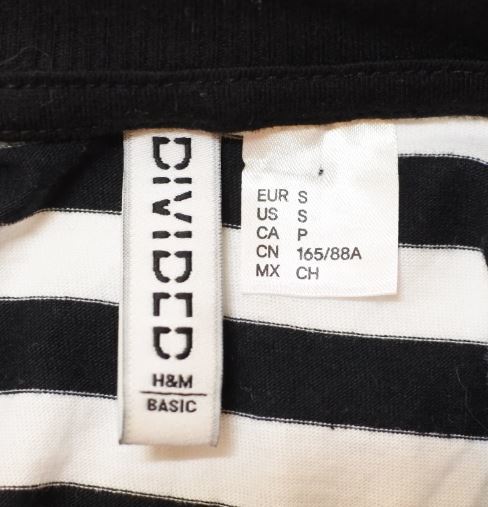 DIVIDED
H&M
BASIC
EUR S
US S
CA P
CN 165/88A
MX CH